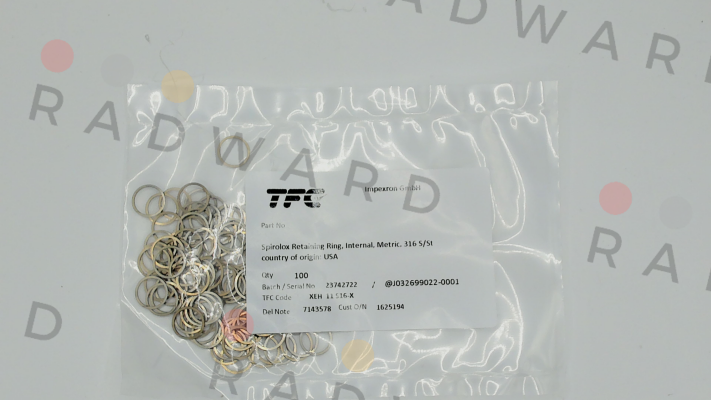 RADWARD
RADWARD
TFC
Impexron GmbH
Part No
Spirolox Retaining Ring, Internal, Metric, 316 S/St
country of origin: USA
Qty 100
Batch / Serial No 23742722 / @J032699022-0001
TFC Code XEH 11 S16-X
Del Note 7143578 Cust O/N 1625194
RADW
D
RADWARD